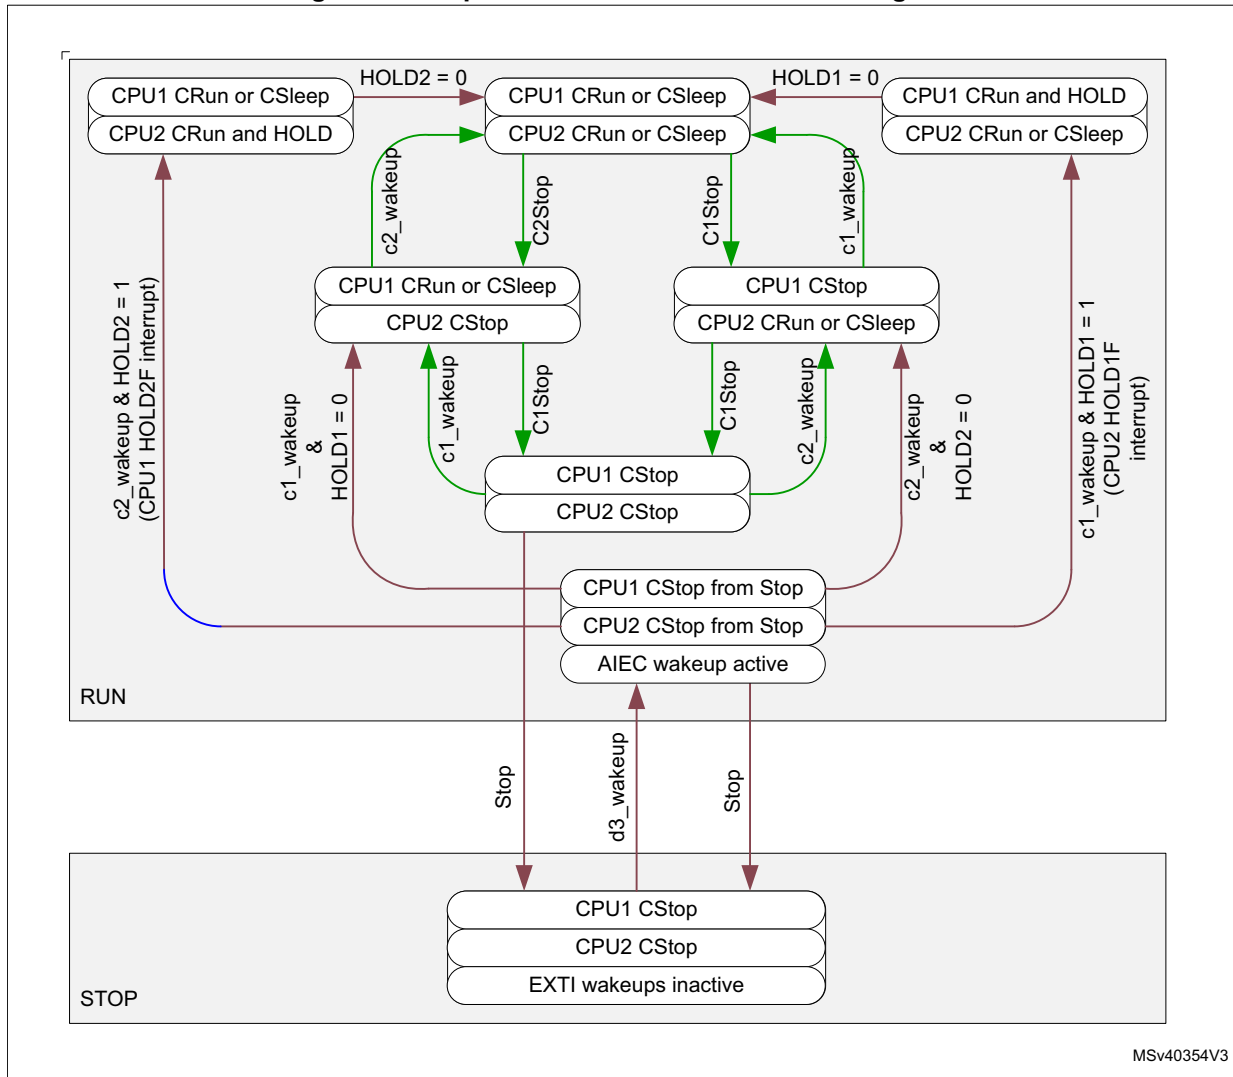 HOLD2 = 0
HOLD1 = 0
CPU1 CRun or CSleep
CPU2 CRun and HOLD
CPU1 CRun or CSleep
CPU2 CRun or CSleep
CPU1 CRun and HOLD
CPU2 CRun or CSleep
c2_wakeup
C2Stop
C1Stop
c1_wakeup
CPU1 CRun or CSleep
CPU2 CStop
CPU1 CStop
CPU2 CRun or CSleep
c2_wakeup & HOLD2 = 1
(CPU1 HOLD2F interrupt)
c1_wakeup
&
HOLD1 = 0
c1_wakeup
C1Stop
C1Stop
c2_wakeup
c2_wakeup
&
HOLD2 = 0
c1_wakeup & HOLD1 = 1
(CPU2 HOLD1F
interrupt)
CPU1 CStop
CPU2 CStop
CPU1 CStop from Stop
CPU2 CStop from Stop
AIEC wakeup active
RUN
Stop
d3_wakeup
Stop
CPU1 CStop
CPU2 CStop
EXTI wakeups inactive
STOP
MSv40354V3